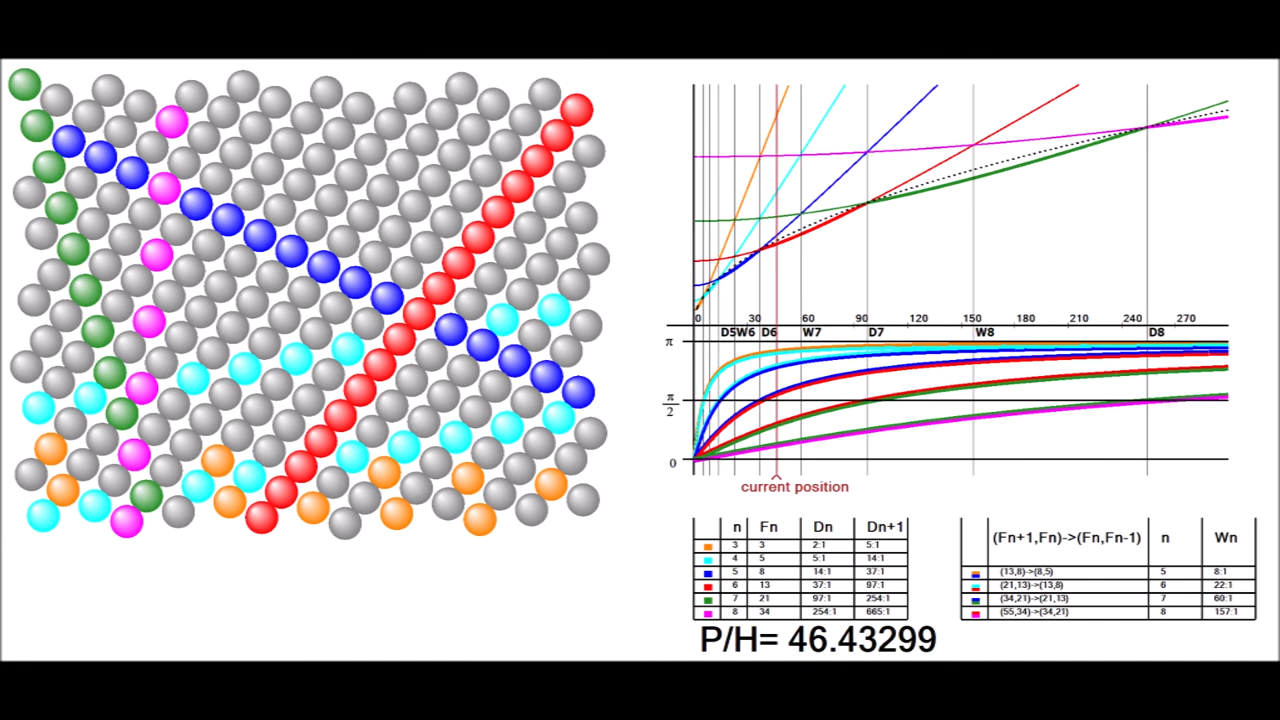 0 30 60 90 120 150 180 210 240 270
D5W6 D6 W7 D7 W8 D8
π
π
2
0
current position
n Fn Dn Dn+1
3 3 2:1 5:1
4 5 5:1 14:1
5 8 14:1 37:1
6 13 37:1 97:1
7 21 97:1 254:1
8 34 254:1 665:1
(Fn+1,Fn)->(Fn,Fn-1) n Wn
(13,8)->(8,5) 5 8:1
(21,13)->(13,8) 6 22:1
(34,21)->(21,13) 7 60:1
(55,34)->(34,21) 8 157:1
P/H= 46.43299